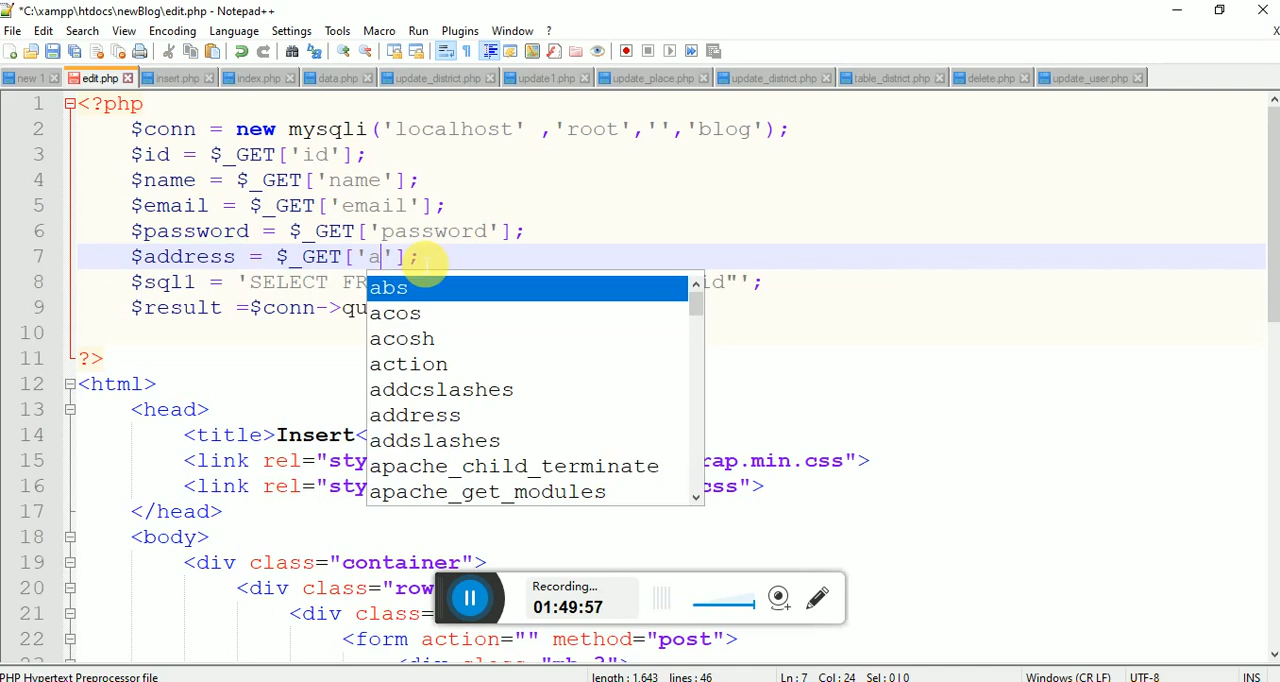 *C:\xampp\htdocs\newBlog\edit.php - Notepad++
File Edit Search View Encoding Language Settings Tools Macro Run Plugins Window ? X
new 1 edit.php insert.php index.php data.php update_district.php update1.php update_place.php update_district.php table_district.php delete.php update_user.php
1 <?php
2 $conn = new mysqli('localhost' ,'root','','blog');
3 $id = $_GET['id'];
4 $name = $_GET['name'];
5 $email = $_GET['email'];
6 $password = $_GET['password'];
7 $address = $_GET['a'];
8 $sql1 = 'SELECT FR id"';
9 $result =$conn->qu
10
11 ?>
12 <html>
13 <head>
14 <title>Insert<
15 <link rel="sty rap.min.css">
16 <link rel="sty css">
17 </head>
18 <body>
19 <div class="container">
20 <div class="row
21 <div class=
22 <form action="" method="post">
abs
acos
acosh
action
addcslashes
address
addslashes
apache_child_terminate
apache_get_modules
Recording...
01:49:57
PHP Hypertext Preprocessor file length : 1,643 lines : 46 Ln : 7 Col : 24 Sel : 0 | 0 Windows (CR LF) UTF-8 INS